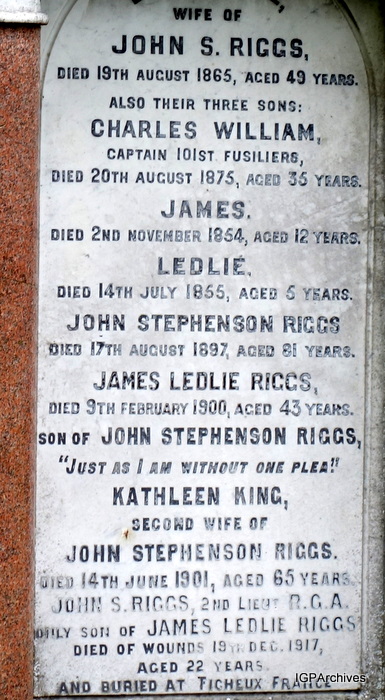 WIFE OF
JOHN S. RIGGS,
DIED 19TH AUGUST 1865, AGED 49 YEARS.
ALSO THEIR THREE SONS:
CHARLES WILLIAM,
CAPTAIN 101ST FUSILIERS,
DIED 20TH AUGUST 1875, AGED 35 YEARS.
JAMES,
DIED 2ND NOVEMBER 1854, AGED 12 YEARS.
LEDLIE,
DIED 14TH JULY 1855, AGED 5 YEARS.
JOHN STEPHENSON RIGGS
DIED 17TH AUGUST 1897, AGED 81 YEARS.
JAMES LEDLIE RIGGS,
DIED 9TH FEBRUARY 1900, AGED 43 YEARS.
SON OF JOHN STEPHENSON RIGGS,
"JUST AS I AM WITHOUT ONE PLEA"
KATHLEEN KING,
SECOND WIFE OF
JOHN STEPHENSON RIGGS.
DIED 14TH JUNE 1901, AGED 65 YEARS.
JOHN S. RIGGS, 2ND LIEUT R.G.A.
ONLY SON OF JAMES LEDLIE RIGGS
DIED OF WOUNDS 19TH DEC. 1917,
AGED 22 YEARS.
AND BURIED AT FICHEUX FRANCE
IGPArchives